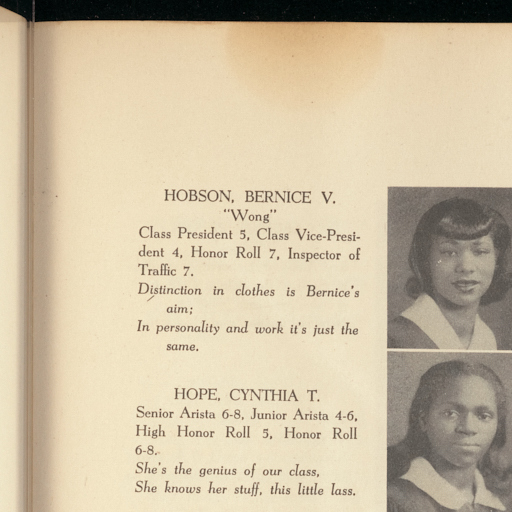 HOBSON, BERNICE V.
"Wong"
Class President 5, Class Vice-Presi-
dent 4, Honor Roll 7, Inspector of
Traffic 7.
Distinction in clothes is Bernice's
aim;
In personality and work it's just the
same.
HOPE, CYNTHIA T.
Senior Arista 6-8, Junior Arista 4-6,
High Honor Roll 5, Honor Roll
6-8.
She's the genius of our class,
She knows her stuff, this little lass.